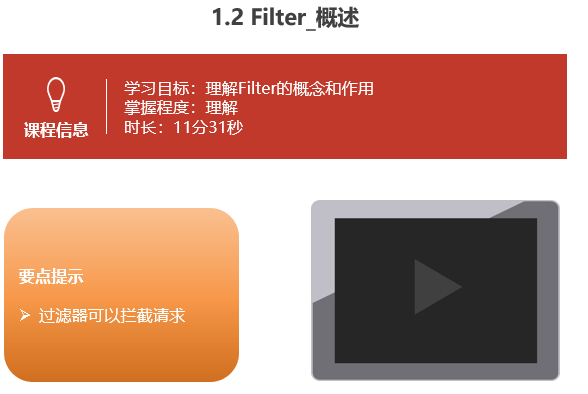 1.2 Filter_概述
课程信息
学习目标：理解Filter的概念和作用
掌握程度：理解
时长：11分31秒
要点提示
➢ 过滤器可以拦截请求